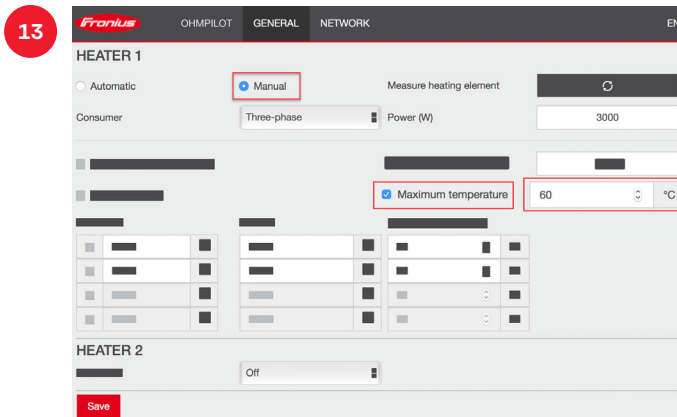 13
Fronius
OHMPILOT GENERAL NETWORK EN
HEATER 1
Automatic Manual Measure heating element
Consumer Three-phase Power (W) 3000
Maximum temperature 60 °C
HEATER 2
Off
Save